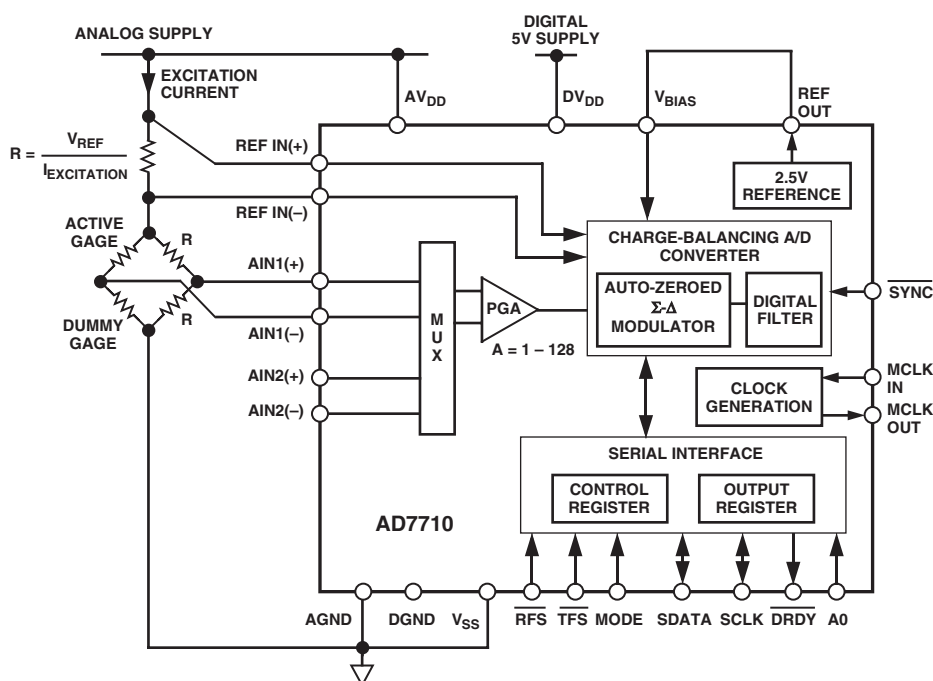 ANALOG SUPPLY
DIGITAL
5V SUPPLY
EXCITATION
CURRENT
AVDD
DVDD
VBIAS
REF
OUT
R = VREF
IEXCITATION
REF IN(+)
2.5V
REFERENCE
REF IN(–)
ACTIVE
GAGE
R
CHARGE-BALANCING A/D
CONVERTER
AIN1(+)
AUTO-ZEROED
Σ-Δ
MODULATOR
DIGITAL
FILTER
SYNC
MUX
PGA
DUMMY
GAGE
R
AIN1(–)
A = 1 – 128
AIN2(+)
CLOCK
GENERATION
MCLK
IN
MCLK
OUT
AIN2(–)
SERIAL INTERFACE
CONTROL
REGISTER
OUTPUT
REGISTER
AD7710
AGND
DGND
VSS
RFS
TFS
MODE
SDATA
SCLK
DRDY
A0